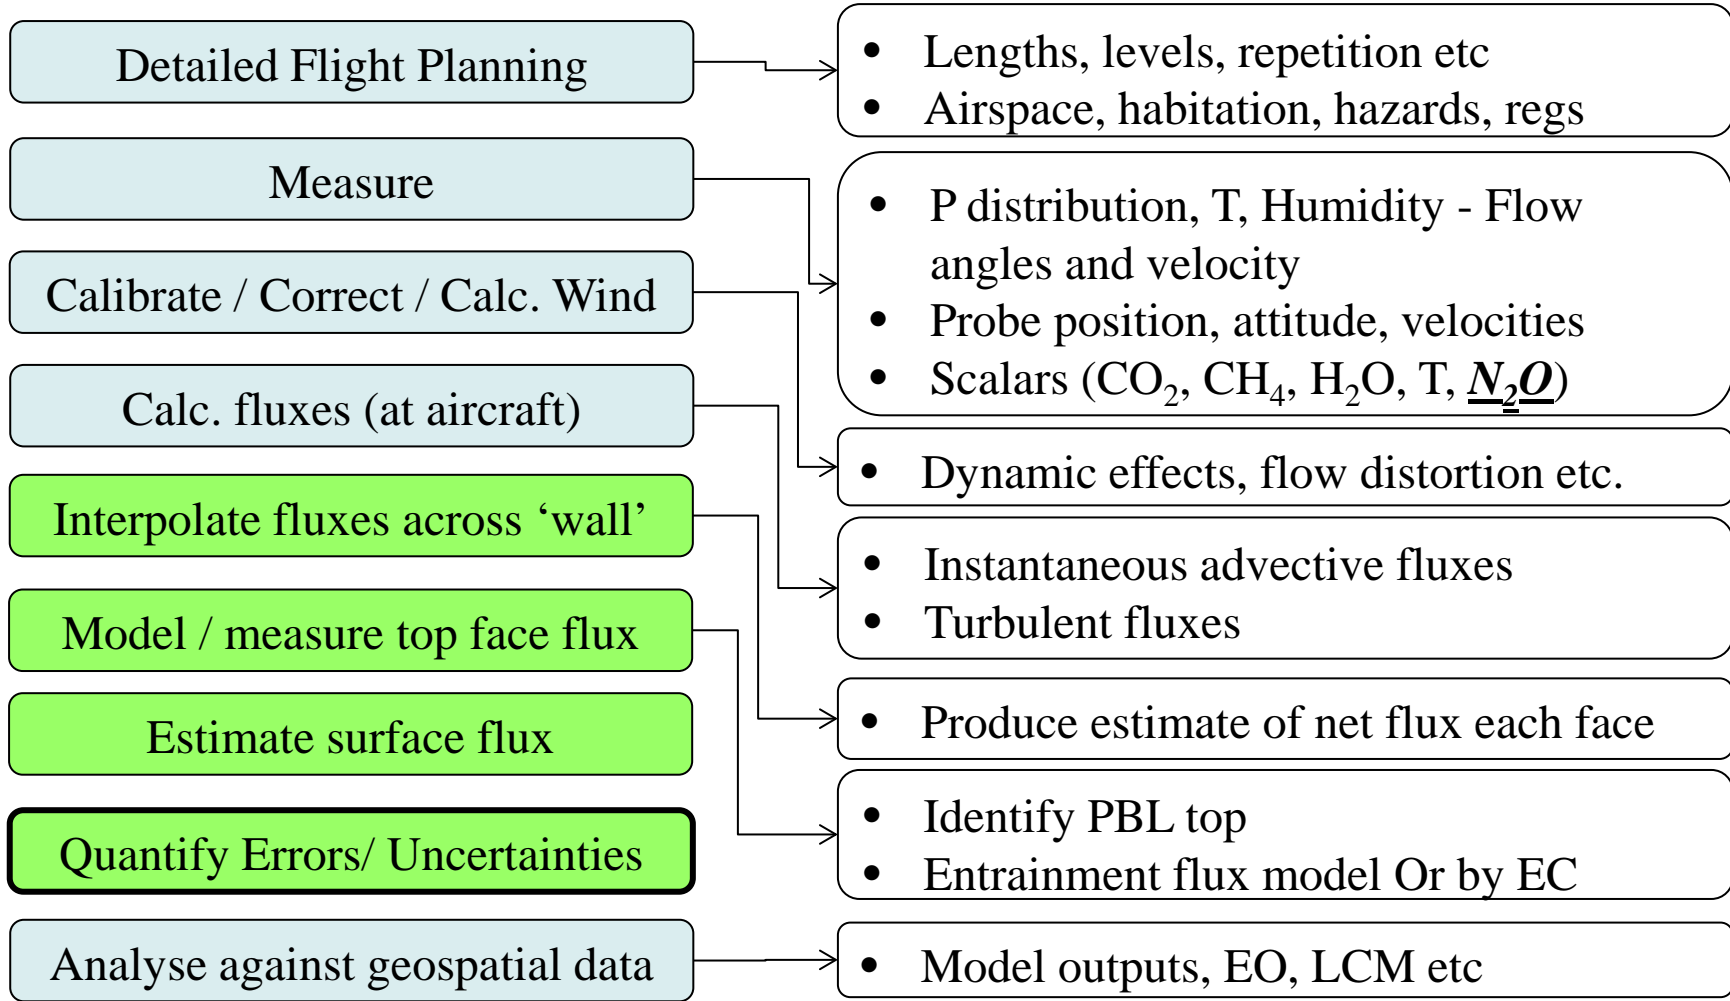 Detailed Flight Planning
• Lengths, levels, repetition etc
• Airspace, habitation, hazards, regs
Measure
• P distribution, T, Humidity - Flow
angles and velocity
• Probe position, attitude, velocities
• Scalars (CO₂, CH₄, H₂O, T, N₂O)
Calibrate / Correct / Calc. Wind
• Dynamic effects, flow distortion etc.
Calc. fluxes (at aircraft)
• Instantaneous advective fluxes
• Turbulent fluxes
Interpolate fluxes across ‘wall’
• Produce estimate of net flux each face
Model / measure top face flux
• Identify PBL top
• Entrainment flux model Or by EC
Estimate surface flux
Quantify Errors/ Uncertainties
Analyse against geospatial data
• Model outputs, EO, LCM etc